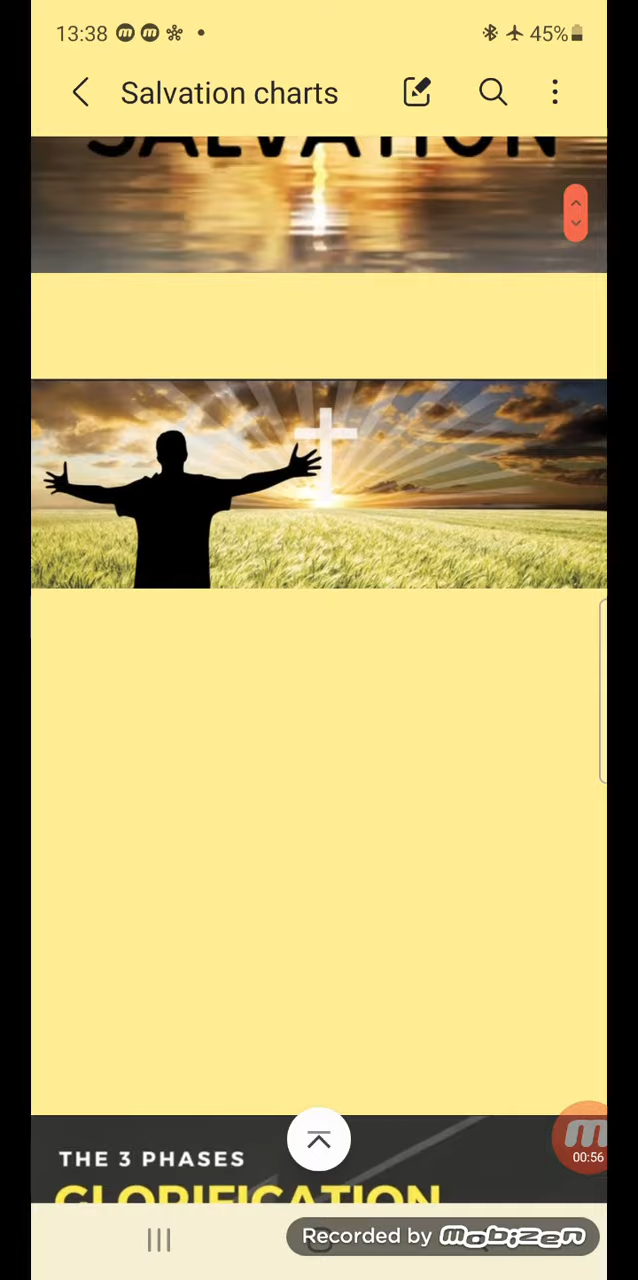 13:38
45%
Salvation charts
SALVATION
THE 3 PHASES
GLORIFICATION
00:56
Recorded by mobizen